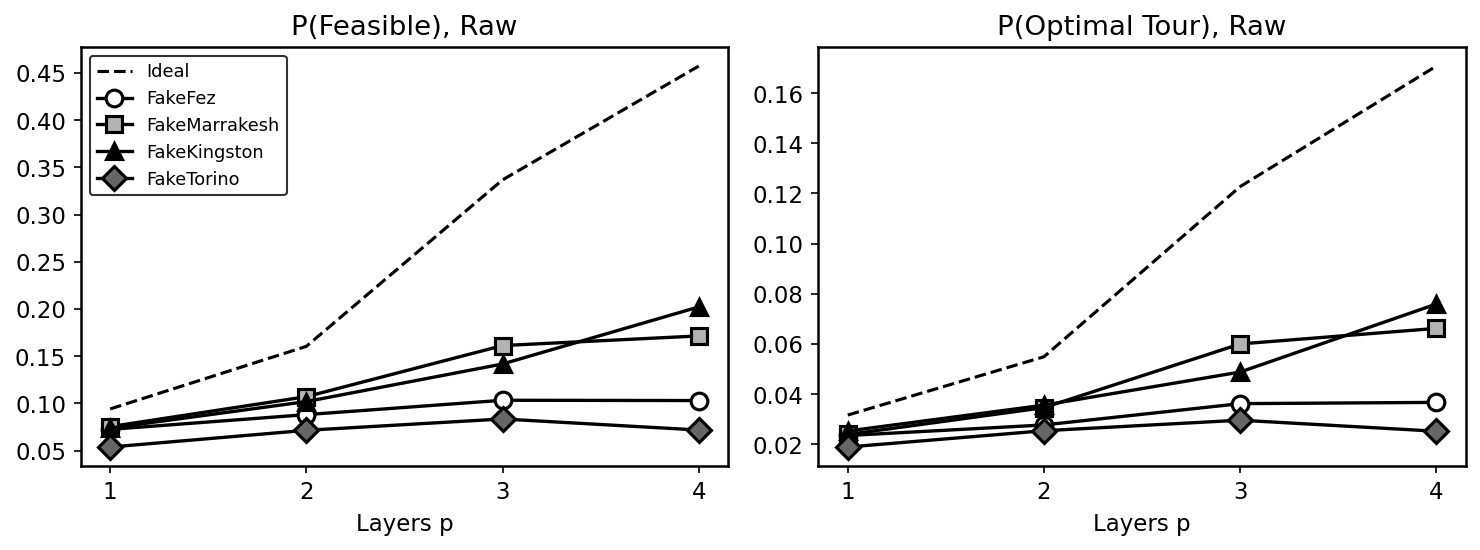 P(Feasible), Raw
0.45
0.40
0.35
0.30
0.25
0.20
0.15
0.10
0.05
Ideal
FakeFez
FakeMarrakesh
FakeKingston
FakeTorino
1 2 3 4
Layers p
P(Optimal Tour), Raw
0.16
0.14
0.12
0.10
0.08
0.06
0.04
0.02
1 2 3 4
Layers p